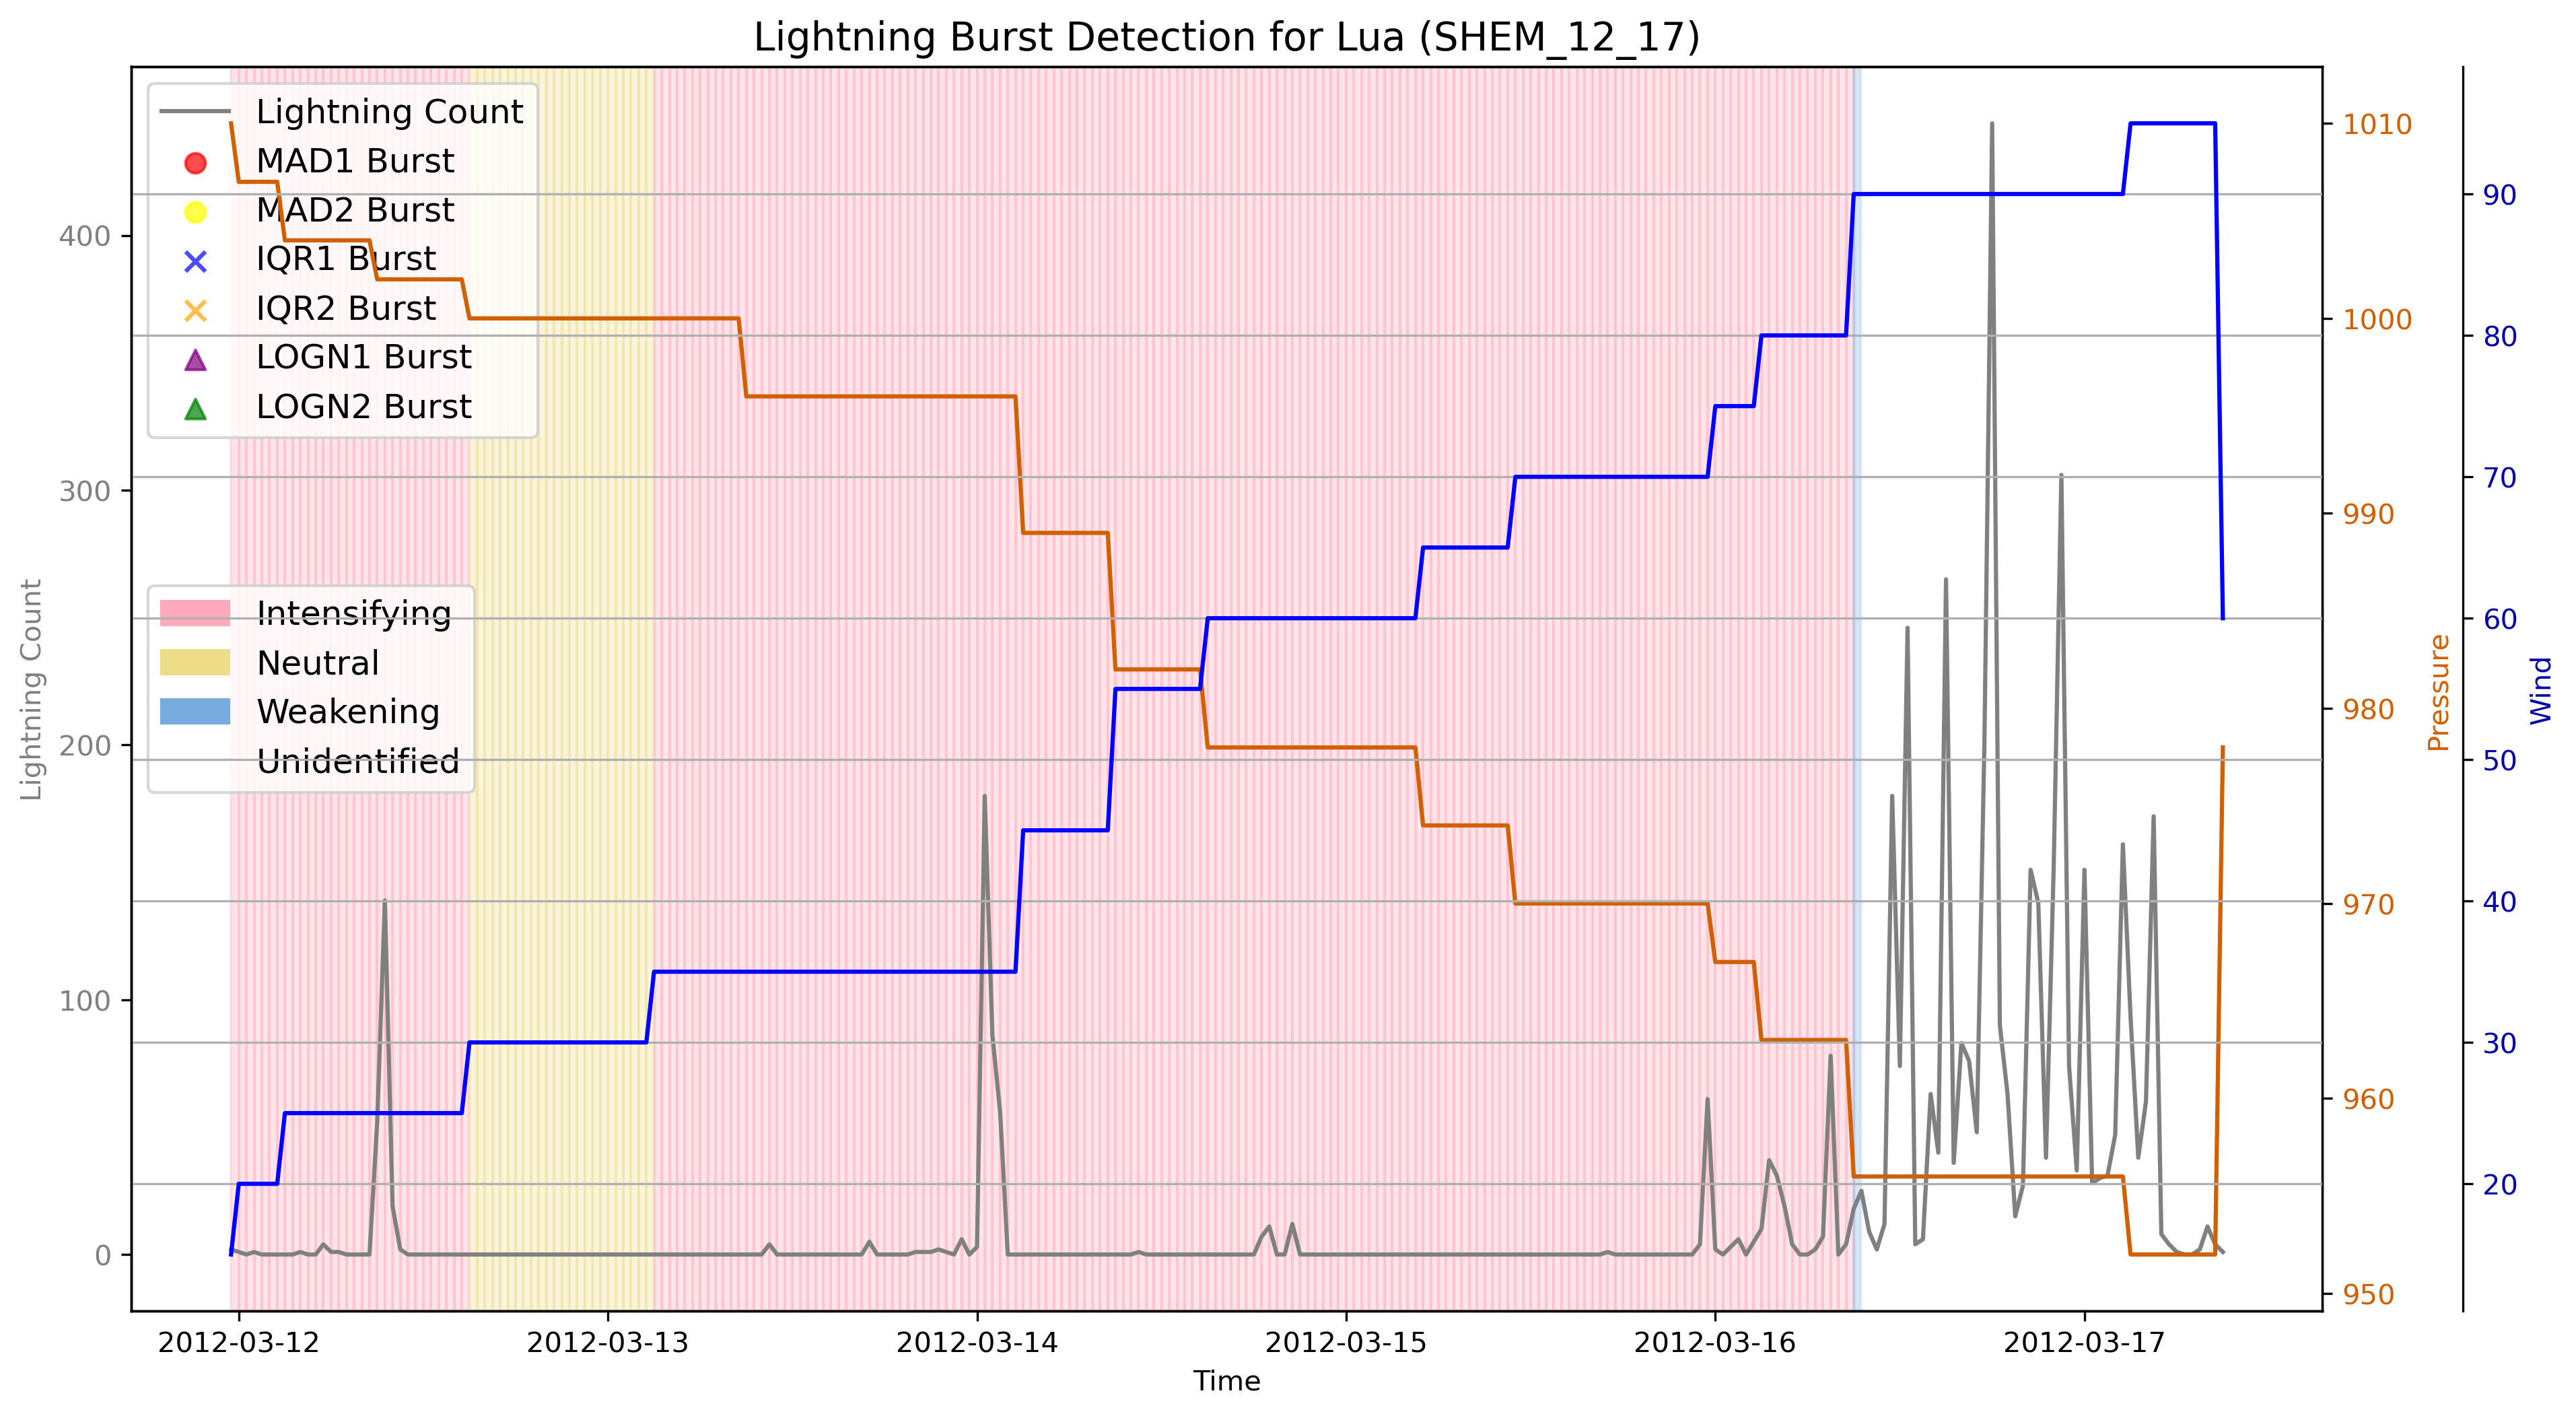 Lightning Burst Detection for Lua (SHEM_12_17)
Lightning Count
MAD1 Burst
MAD2 Burst
IQR1 Burst
IQR2 Burst
LOGN1 Burst
LOGN2 Burst
Intensifying
Neutral
Weakening
Unidentified
Lightning Count
400
300
200
100
0
1010
1000
990
980
970
960
950
Pressure
90
80
70
60
50
40
30
20
Wind
2012-03-12 2012-03-13 2012-03-14 2012-03-15 2012-03-16 2012-03-17
Time